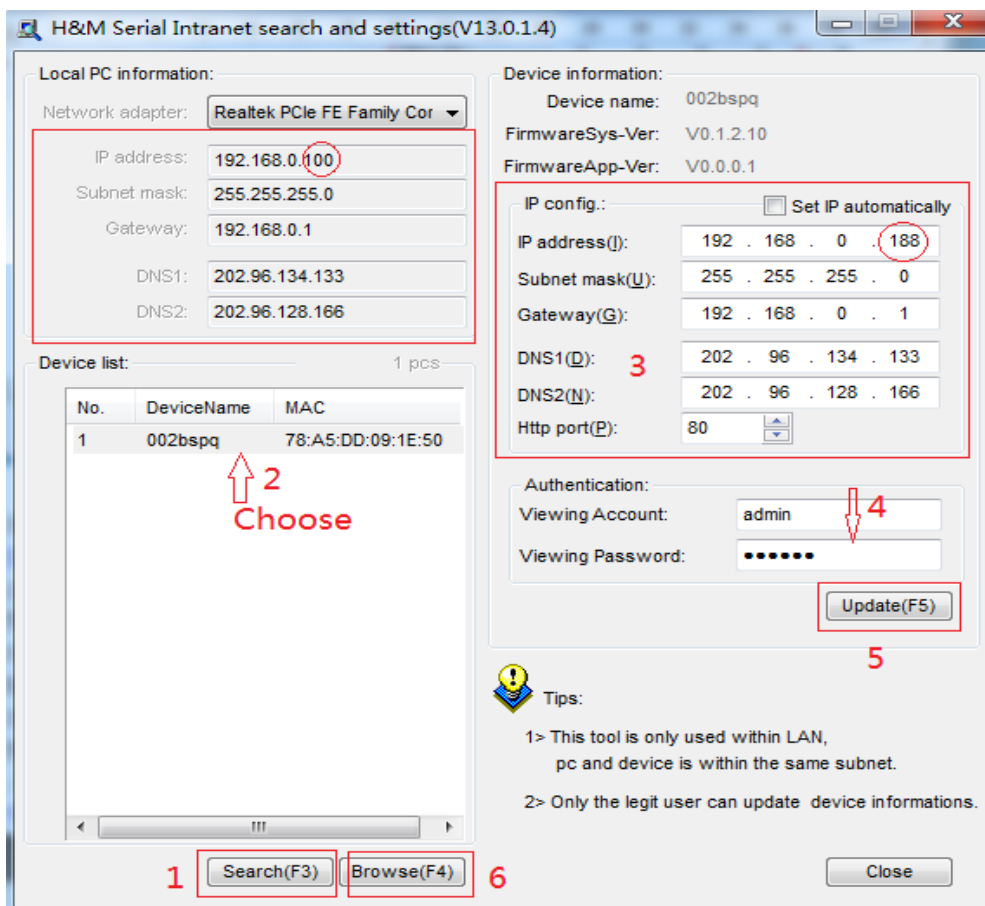 H&M Serial Intranet search and settings(V13.0.1.4)
Local PC information:
Network adapter: Realtek PCIe FE Family Cor
IP address: 192.168.0.100
Subnet mask: 255.255.255.0
Gateway: 192.168.0.1
DNS1: 202.96.134.133
DNS2: 202.96.128.166
Device list: 1 pcs
No. DeviceName MAC
1 002bspq 78:A5:DD:09:1E:50
2
Choose
1 Search(F3) Browse(F4) 6
Device information:
Device name: 002bspq
FirmwareSys-Ver: V0.1.2.10
FirmwareApp-Ver: V0.0.0.1
IP config.: Set IP automatically
IP address(I): 192 . 168 . 0 . 188
Subnet mask(U): 255 . 255 . 255 . 0
Gateway(G): 192 . 168 . 0 . 1
DNS1(D): 202 . 96 . 134 . 133
3
DNS2(N): 202 . 96 . 128 . 166
Http port(P): 80
Authentication:
Viewing Account: admin
4
Viewing Password: ●●●●●●
Update(F5)
5
Tips:
1> This tool is only used within LAN,
pc and device is within the same subnet.
2> Only the legit user can update device informations.
Close